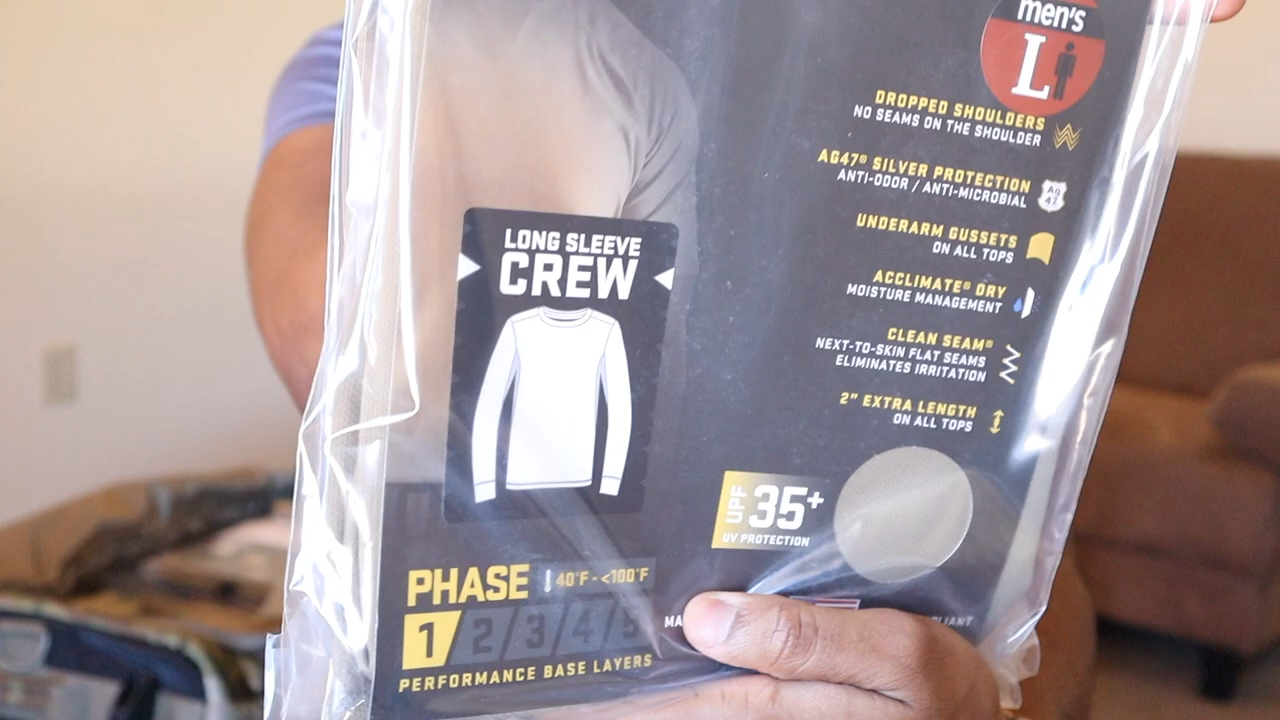 men's
L
DROPPED SHOULDERS
NO SEAMS ON THE SHOULDER
AG47® SILVER PROTECTION
ANTI-ODOR / ANTI-MICROBIAL
Ag
47
UNDERARM GUSSETS
ON ALL TOPS
ACCLIMATE® DRY
MOISTURE MANAGEMENT
CLEAN SEAM®
NEXT-TO-SKIN FLAT SEAMS
ELIMINATES IRRITATION
2" EXTRA LENGTH
ON ALL TOPS
LONG SLEEVE
CREW
UPF 35+
UV PROTECTION
PHASE 40°F - <100°F
1 2 3 4 5
PERFORMANCE BASE LAYERS